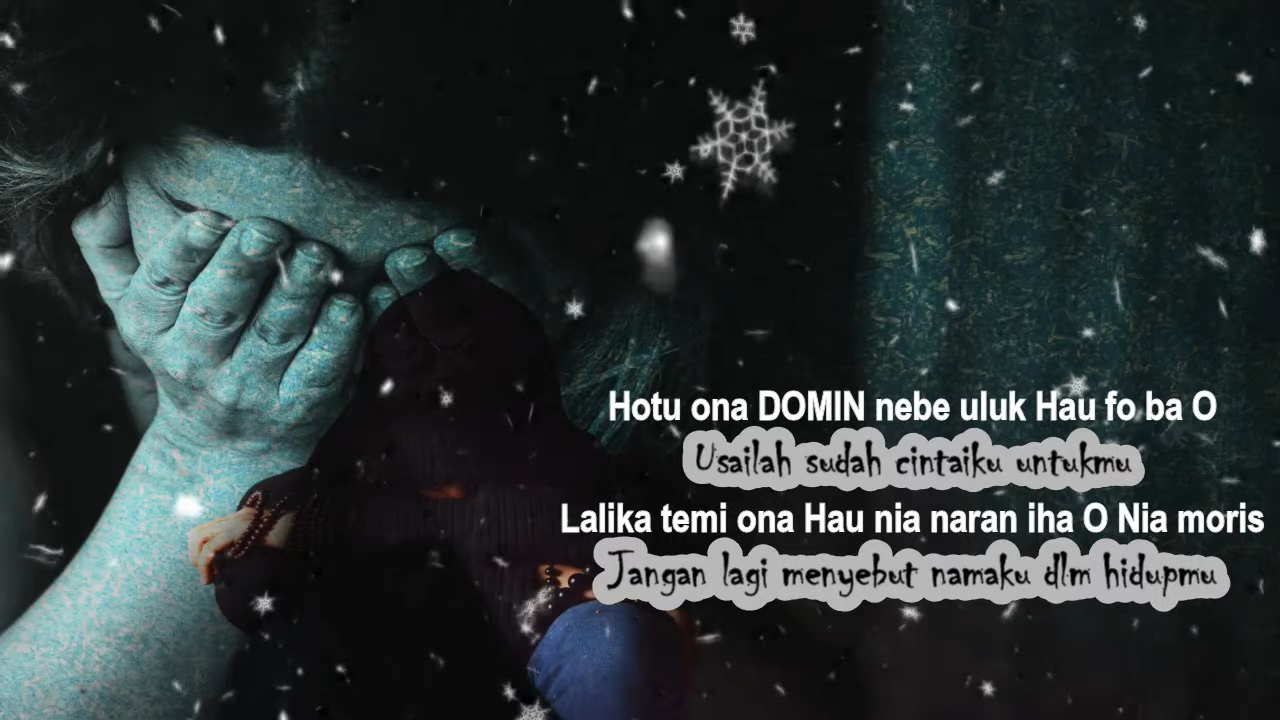 Hotu ona DOMIN nebe uluk Hau fo ba O
Usailah sudah cintaiku untukmu
Lalika temi ona Hau nia naran iha O Nia moris
Jangan lagi menyebut namaku dlm hidupmu